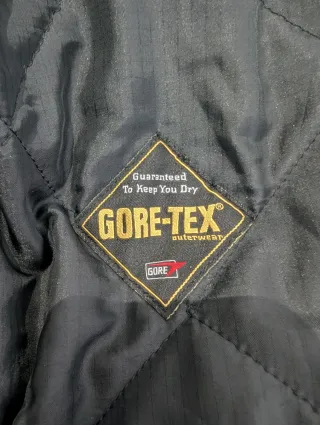 Guaranteed
To Keep You Dry
GORE-TEX®
outerwear
GORE